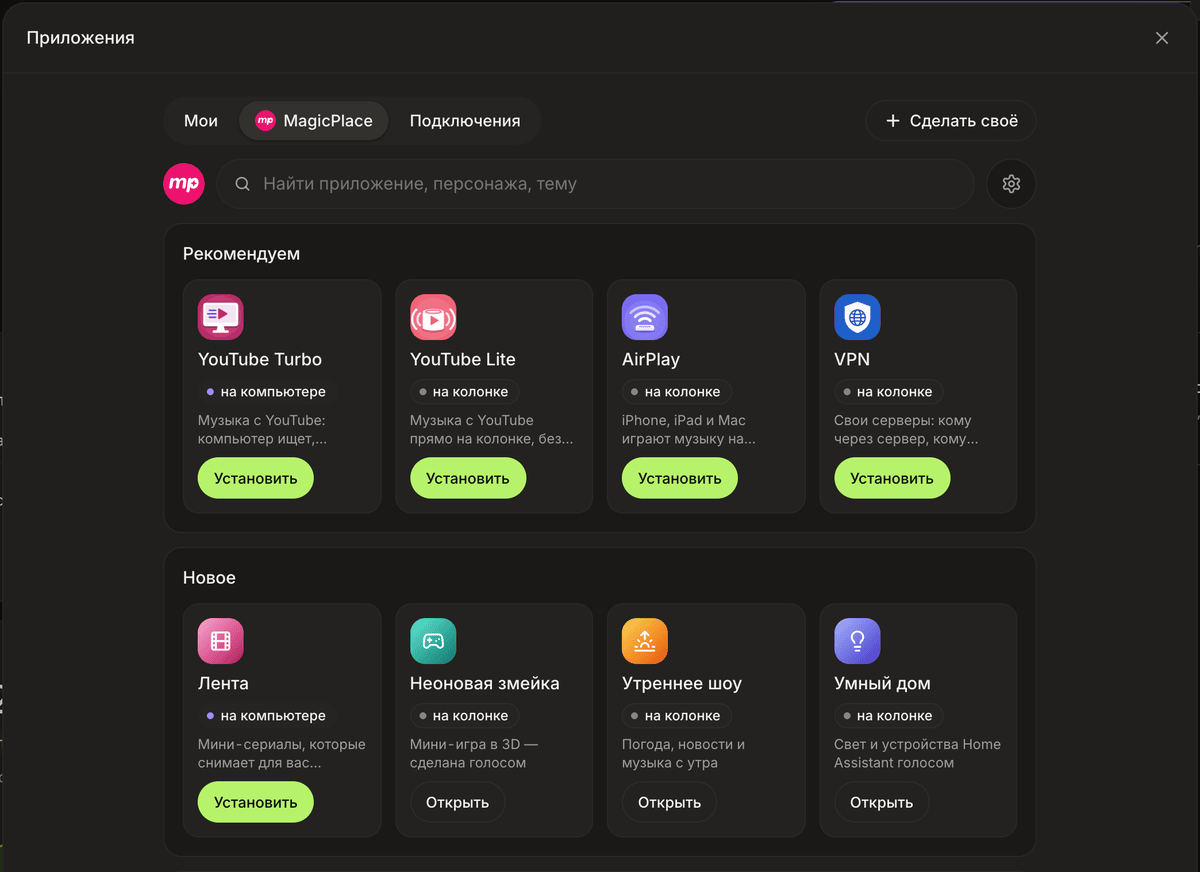 Приложения
Мои
mp MagicPlace
Подключения
+ Сделать своё
mp
Найти приложение, персонажа, тему
Рекомендуем
YouTube Turbo
на компьютере
Музыка с YouTube:
компьютер ищет,...
Установить
YouTube Lite
на колонке
Музыка с YouTube
прямо на колонке, без...
Установить
AirPlay
на колонке
iPhone, iPad и Mac
играют музыку на...
Установить
VPN
на колонке
Свои серверы: кому
через сервер, кому...
Установить
Новое
Лента
на компьютере
Мини-сериалы, которые
снимает для вас...
Установить
Неоновая змейка
на колонке
Мини-игра в 3D —
сделана голосом
Открыть
Утреннее шоу
на колонке
Погода, новости и
музыка с утра
Открыть
Умный дом
на колонке
Свет и устройства Home
Assistant голосом
Открыть